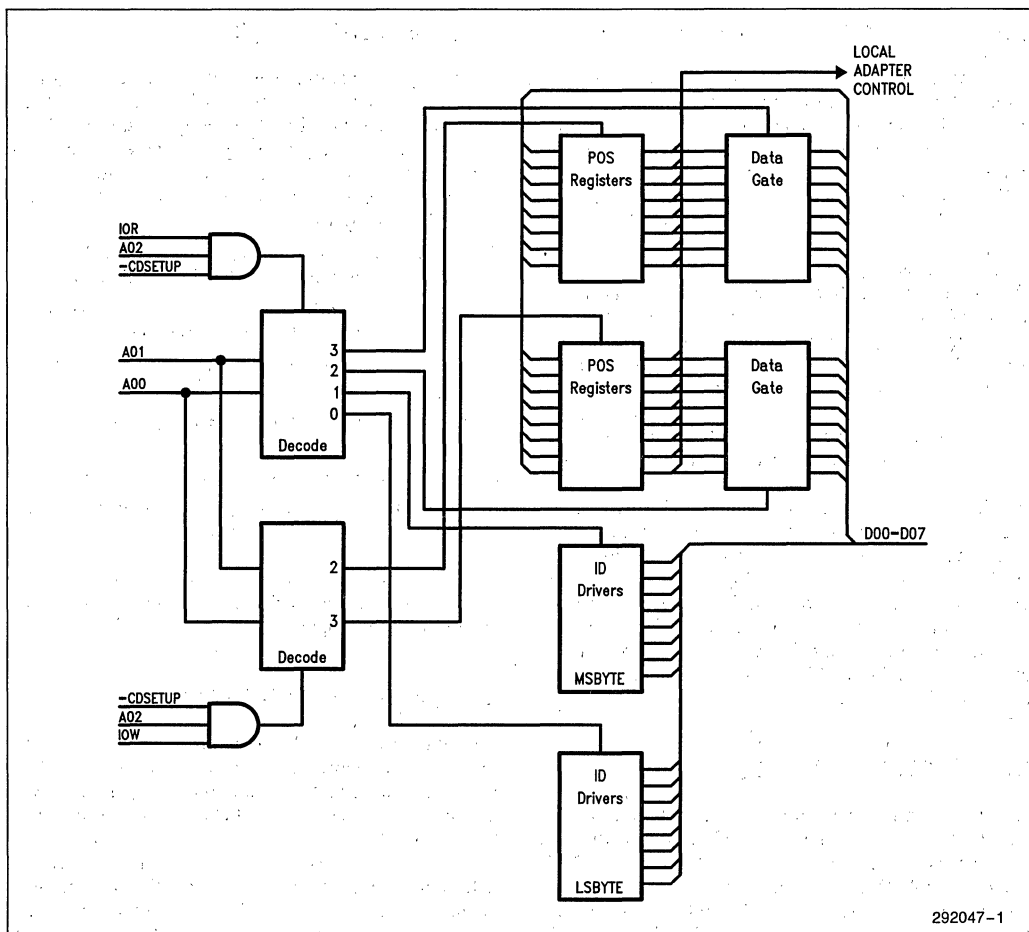 LOCAL
ADAPTER
CONTROL
POS
Registers
Data
Gate
IOR
A02
-CDSETUP
A01
A00
3
2
1
0
Decode
POS
Registers
Data
Gate
2
3
Decode
D00-D07
ID
Drivers
MSBYTE
-CDSETUP
A02
IOW
ID
Drivers
LSBYTE
292047-1